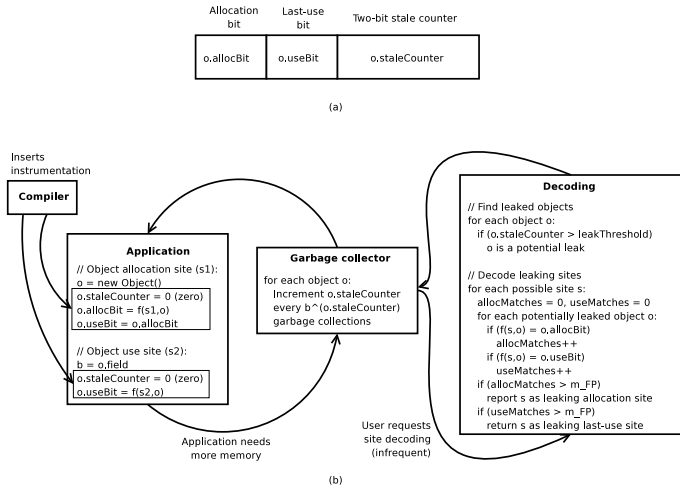 Allocation bit
Last-use bit
Two-bit stale counter
o.allocBit
o.useBit
o.staleCounter
(a)
Inserts
instrumentation
Compiler
Application
// Object allocation site (s1):
o = new Object()
o.staleCounter = 0 (zero)
o.allocBit = f(s1,o)
o.useBit = o.allocBit
// Object use site (s2):
b = o.field
o.staleCounter = 0 (zero)
o.useBit = f(s2,o)
Application needs
more memory
Garbage collector
for each object o:
Increment o.staleCounter
every b^(o.staleCounter)
garbage collections
User requests
site decoding
(infrequent)
Decoding
// Find leaked objects
for each object o:
if (o.staleCounter > leakThreshold)
o is a potential leak
// Decode leaking sites
for each possible site s:
allocMatches = 0, useMatches = 0
for each potentially leaked object o:
if (f(s,o) = o.allocBit)
allocMatches++
if (f(s,o) = o.useBit)
useMatches++
if (allocMatches > m_FP)
report s as leaking allocation site
if (useMatches > m_FP)
return s as leaking last-use site
(b)